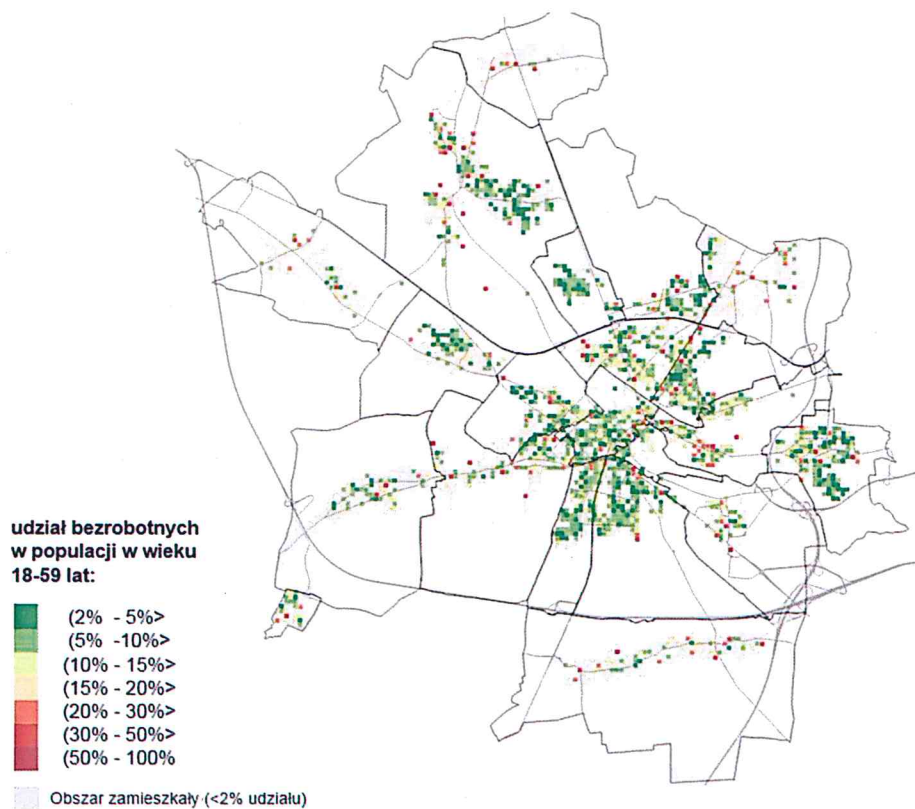 udział bezrobotnych
w populacji w wieku
18-59 lat:
(2% - 5%>
(5% -10%>
(10% - 15%>
(15% - 20%>
(20% - 30%>
(30% - 50%>
(50% - 100%
Obszar zamieszkały (<2% udziału)